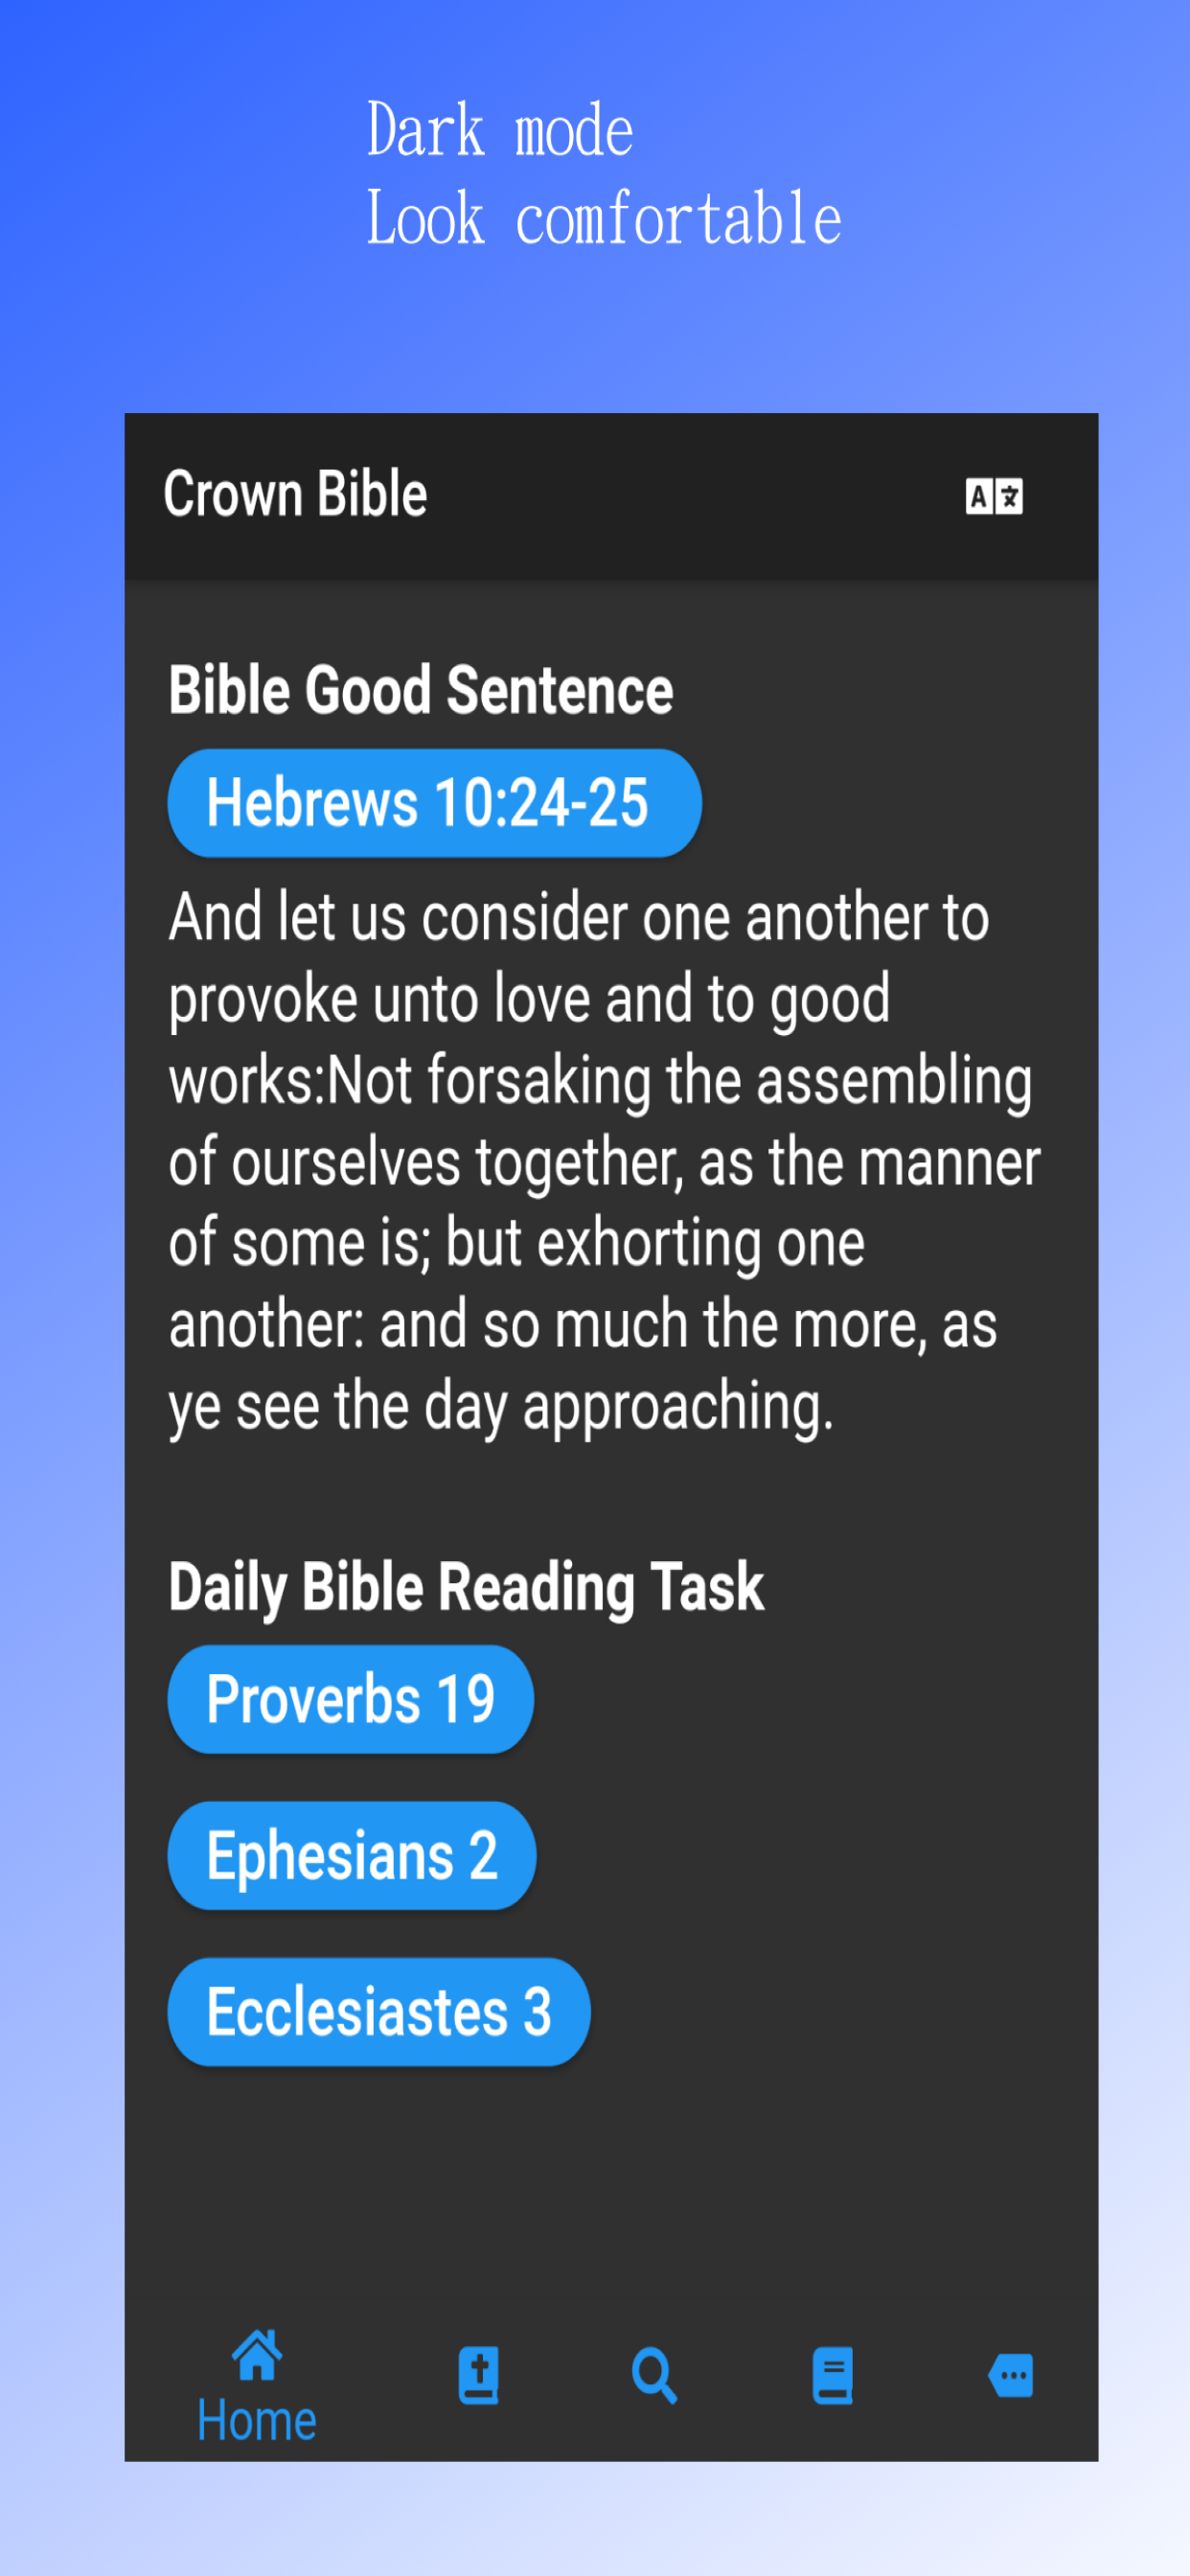 Dark mode
Look comfortable
Crown Bible
A 文
Bible Good Sentence
Hebrews 10:24-25
And let us consider one another to
provoke unto love and to good
works:Not forsaking the assembling
of ourselves together, as the manner
of some is; but exhorting one
another: and so much the more, as
ye see the day approaching.
Daily Bible Reading Task
Proverbs 19
Ephesians 2
Ecclesiastes 3
Home